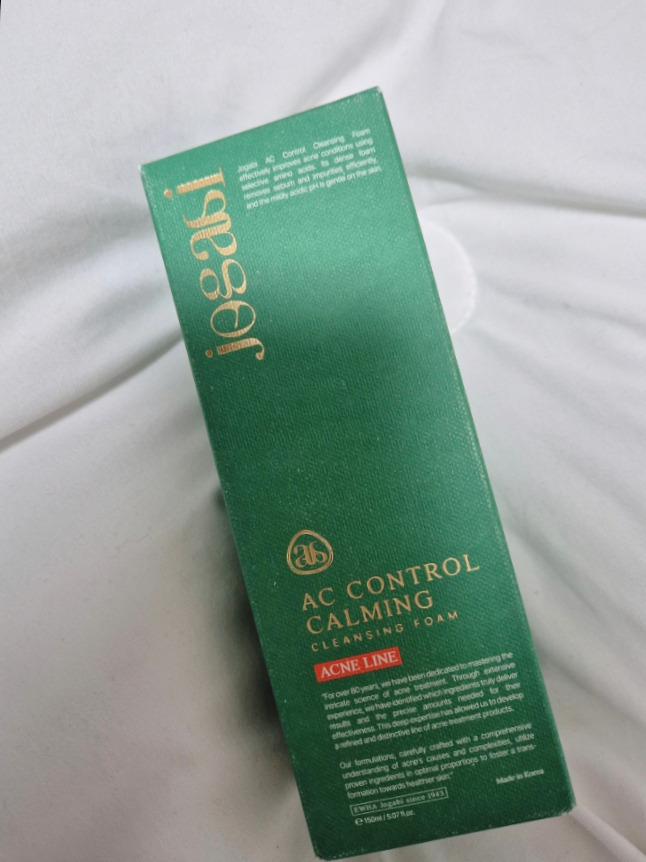 jogabi
Jogabi AC Control Cleansing Foam
effectively improves acne conditions using
selective amino acids. Its dense foam
removes sebum and impurities efficiently,
and the mildly acidic pH is gentle on the skin.
AC CONTROL
CALMING
CLEANSING FOAM
ACNE LINE
"For over 80 years, we have been dedicated to mastering the
intricate science of acne treatment. Through extensive
experience, we have identified which ingredients truly deliver
results and the precise amounts needed for their
effectiveness. This deep expertise has allowed us to develop
a refined and distinctive line of acne treatment products.
Our formulations, carefully crafted with a comprehensive
understanding of acne's causes and complexities, utilize
proven ingredients in optimal proportions to foster a trans-
formation towards healthier skin."
Made in Korea
EWHA Jogabi since 1943
℮ 150ml / 5.07 fl.oz.